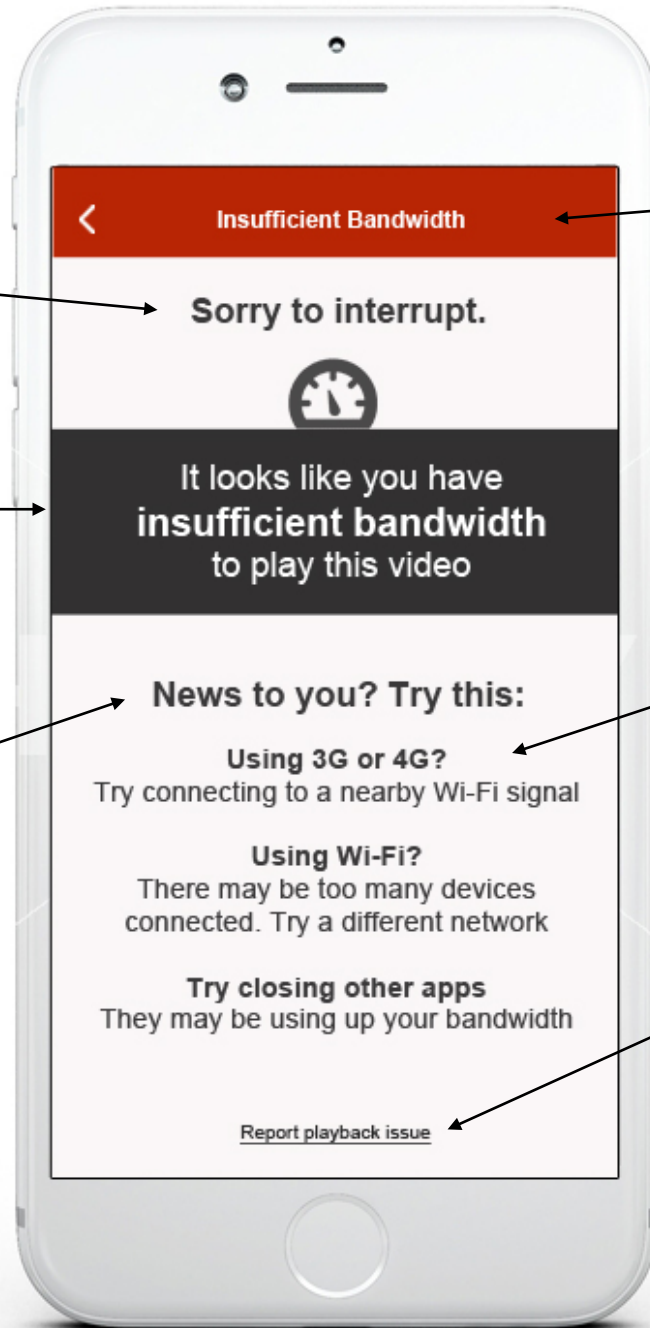 Insufficient Bandwidth
Sorry to interrupt.
It looks like you have
insufficient bandwidth
to play this video
News to you? Try this:
Using 3G or 4G?
Try connecting to a nearby Wi-Fi signal
Using Wi-Fi?
There may be too many devices
connected. Try a different network
Try closing other apps
They may be using up your bandwidth
Report playback issue